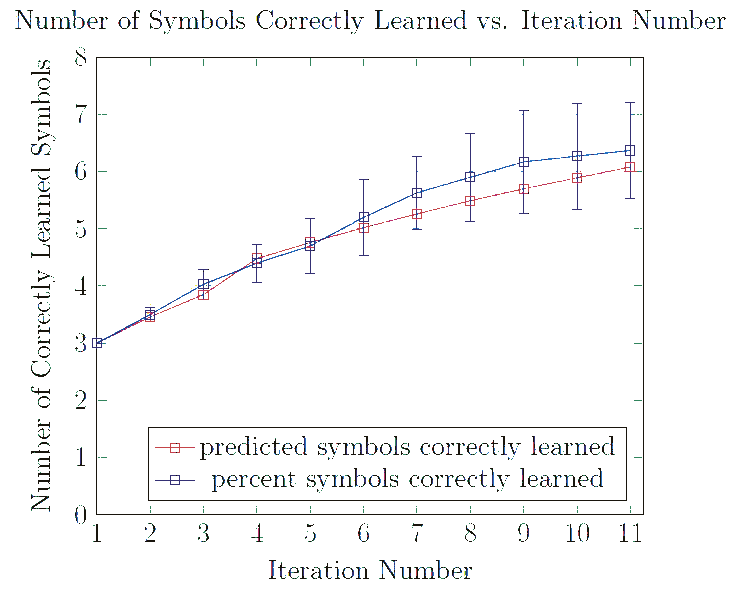 Number of Symbols Correctly Learned vs. Iteration Number
Number of Correctly Learned Symbols
8
7
6
5
4
3
2
1
0
predicted symbols correctly learned
percent symbols correctly learned
1 2 3 4 5 6 7 8 9 10 11
Iteration Number